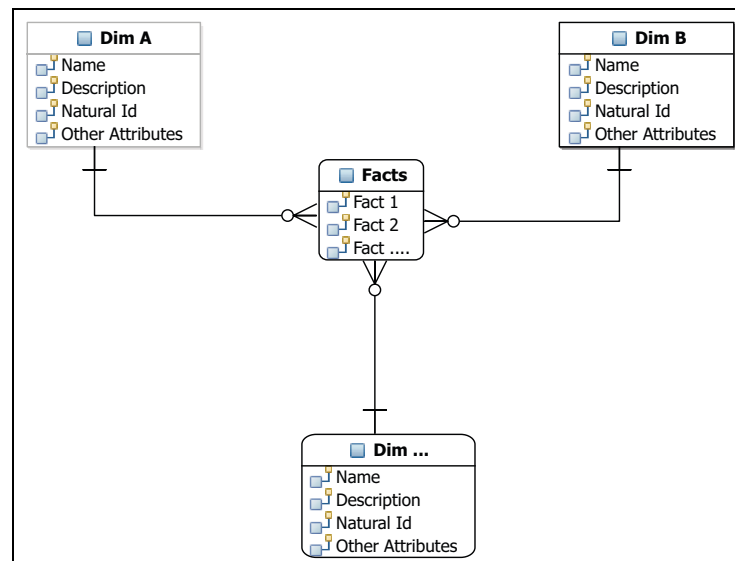 Dim A
Name
Description
Natural Id
Other Attributes
Dim B
Name
Description
Natural Id
Other Attributes
Facts
Fact 1
Fact 2
Fact ....
Dim ...
Name
Description
Natural Id
Other Attributes